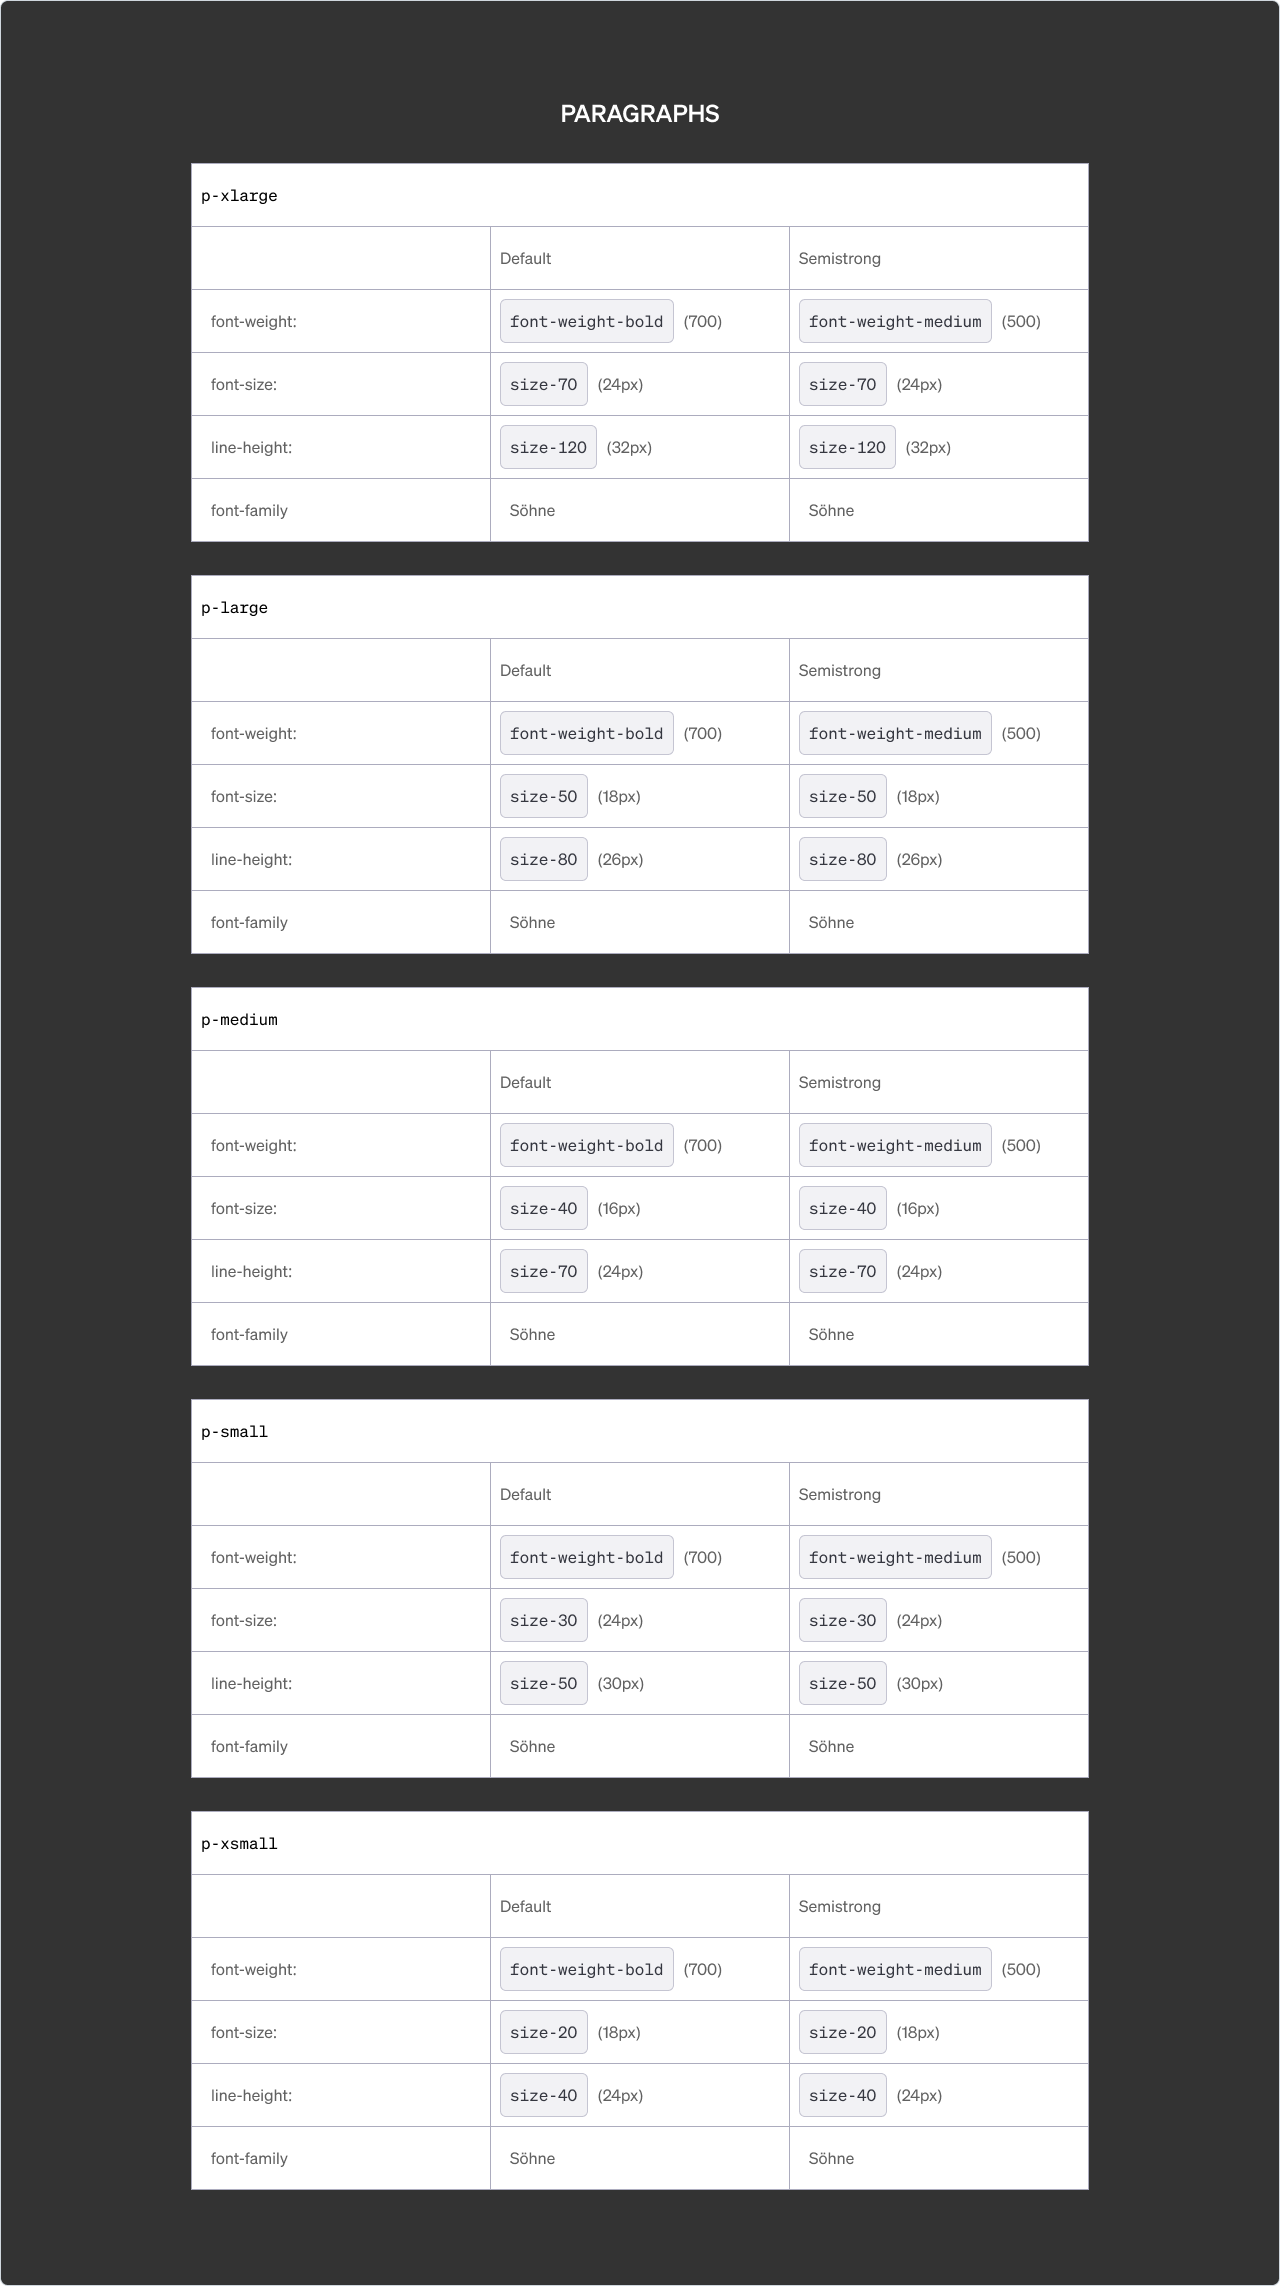 PARAGRAPHS
p-xlarge
Default Semistrong
font-weight: font-weight-bold (700) font-weight-medium (500)
font-size: size-70 (24px) size-70 (24px)
line-height: size-120 (32px) size-120 (32px)
font-family Söhne Söhne
p-large
Default Semistrong
font-weight: font-weight-bold (700) font-weight-medium (500)
font-size: size-50 (18px) size-50 (18px)
line-height: size-80 (26px) size-80 (26px)
font-family Söhne Söhne
p-medium
Default Semistrong
font-weight: font-weight-bold (700) font-weight-medium (500)
font-size: size-40 (16px) size-40 (16px)
line-height: size-70 (24px) size-70 (24px)
font-family Söhne Söhne
p-small
Default Semistrong
font-weight: font-weight-bold (700) font-weight-medium (500)
font-size: size-30 (24px) size-30 (24px)
line-height: size-50 (30px) size-50 (30px)
font-family Söhne Söhne
p-xsmall
Default Semistrong
font-weight: font-weight-bold (700) font-weight-medium (500)
font-size: size-20 (18px) size-20 (18px)
line-height: size-40 (24px) size-40 (24px)
font-family Söhne Söhne